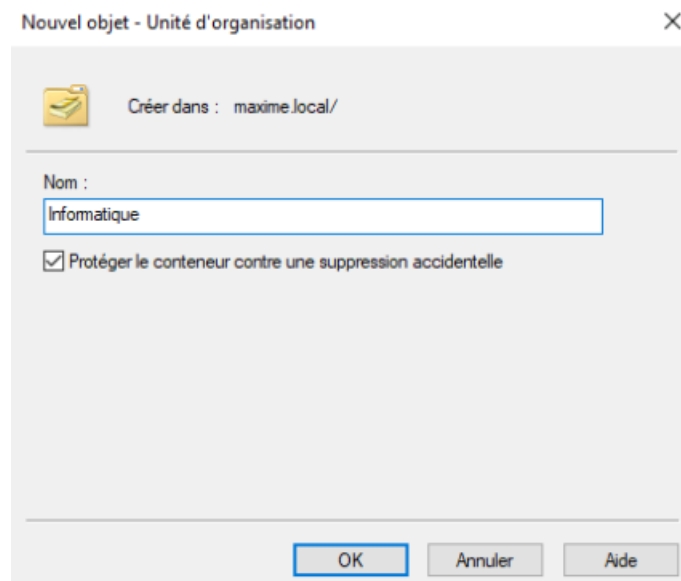 Nouvel objet - Unité d'organisation
Créer dans : maxime.local/
Nom :
Informatique
Protéger le conteneur contre une suppression accidentelle
OK Annuler Aide